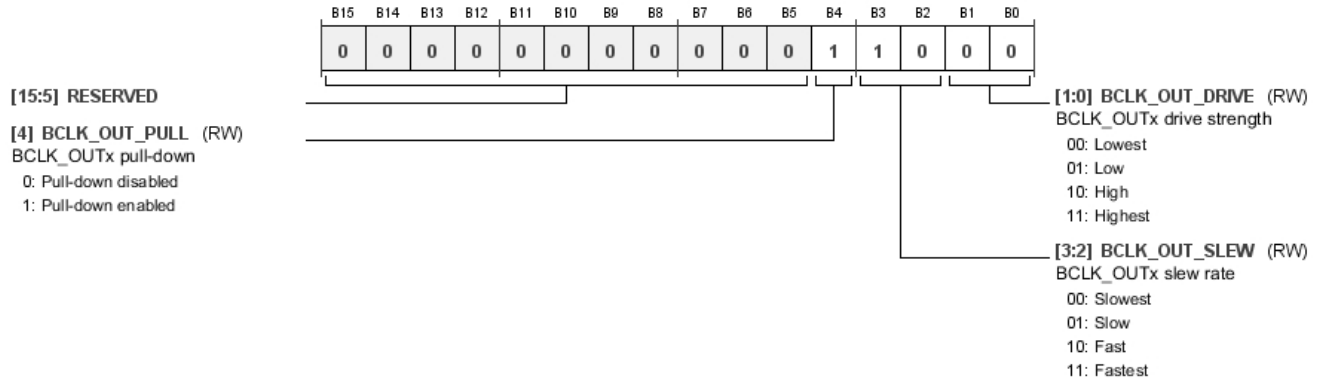 B15 B14 B13 B12 B11 B10 B9 B8 B7 B6 B5 B4 B3 B2 B1 B0
0 0 0 0 0 0 0 0 0 0 0 1 1 0 0 0
[15:5] RESERVED
[4] BCLK_OUT_PULL (RW)
BCLK_OUTx pull-down
0: Pull-down disabled
1: Pull-down enabled
[1:0] BCLK_OUT_DRIVE (RW)
BCLK_OUTx drive strength
00: Lowest
01: Low
10: High
11: Highest
[3:2] BCLK_OUT_SLEW (RW)
BCLK_OUTx slew rate
00: Slowest
01: Slow
10: Fast
11: Fastest